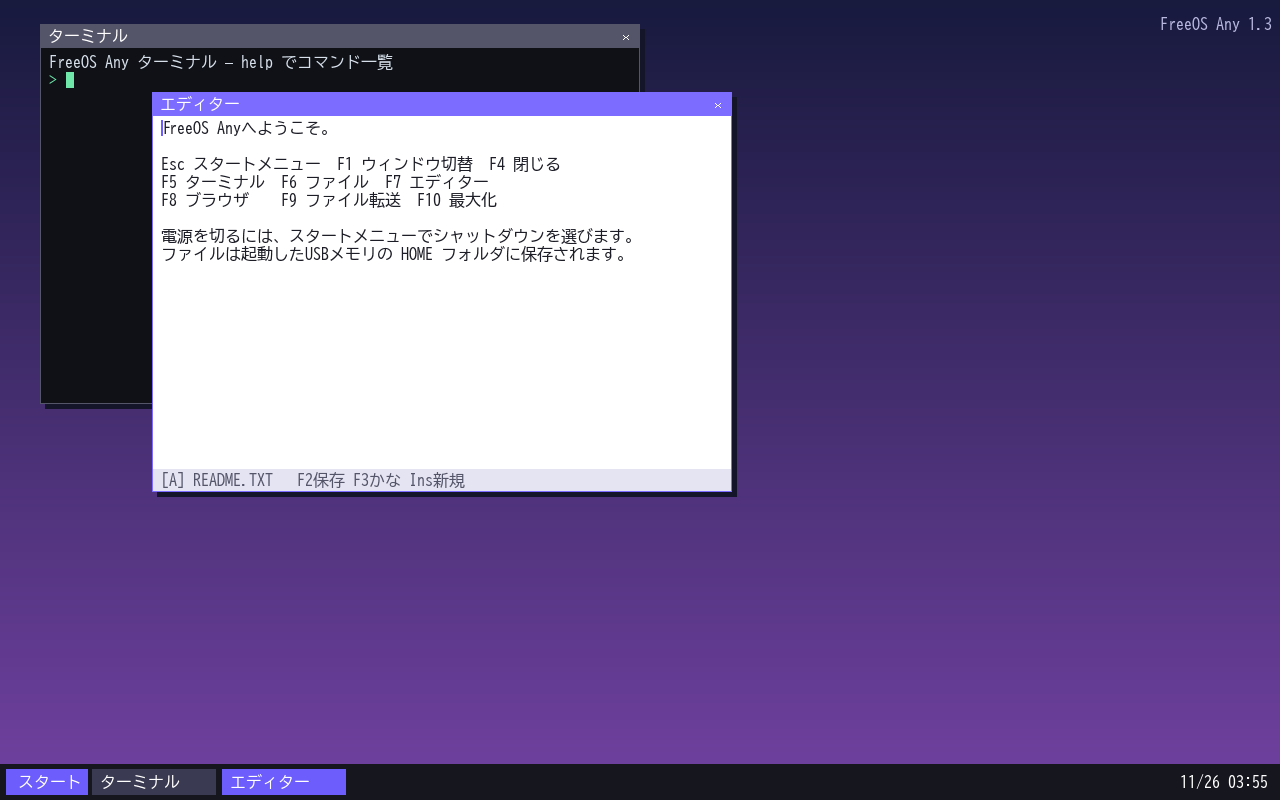 FreeOS Any 1.3
ターミナル ×
FreeOS Any ターミナル — help でコマンド一覧
>
エディター ×
FreeOS Anyへようこそ。
Esc スタートメニュー F1 ウィンドウ切替 F4 閉じる
F5 ターミナル F6 ファイル F7 エディター
F8 ブラウザ F9 ファイル転送 F10 最大化
電源を切るには、スタートメニューでシャットダウンを選びます。
ファイルは起動したUSBメモリの HOME フォルダに保存されます。
[A] README.TXT F2保存 F3かな Ins新規
スタート ターミナル エディター 11/26 03:55